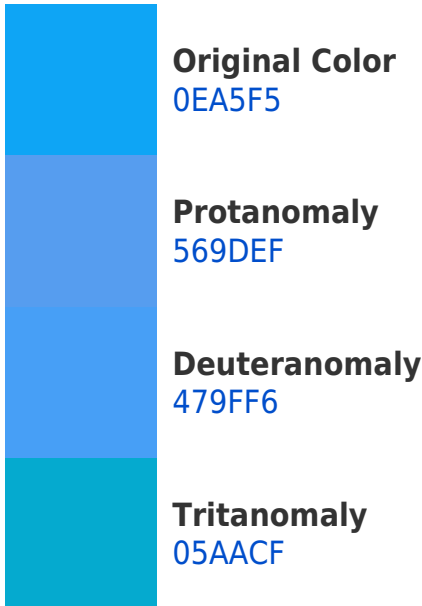 Original Color
0EA5F5
Protanomaly
569DEF
Deuteranomaly
479FF6
Tritanomaly
05AACF